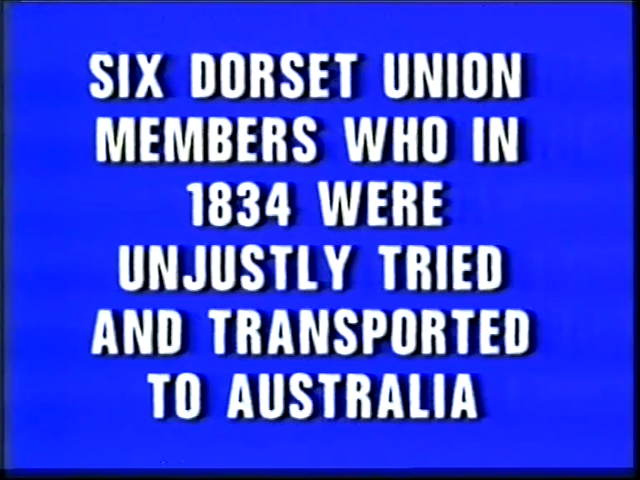 SIX DORSET UNION
MEMBERS WHO IN
1834 WERE
UNJUSTLY TRIED
AND TRANSPORTED
TO AUSTRALIA